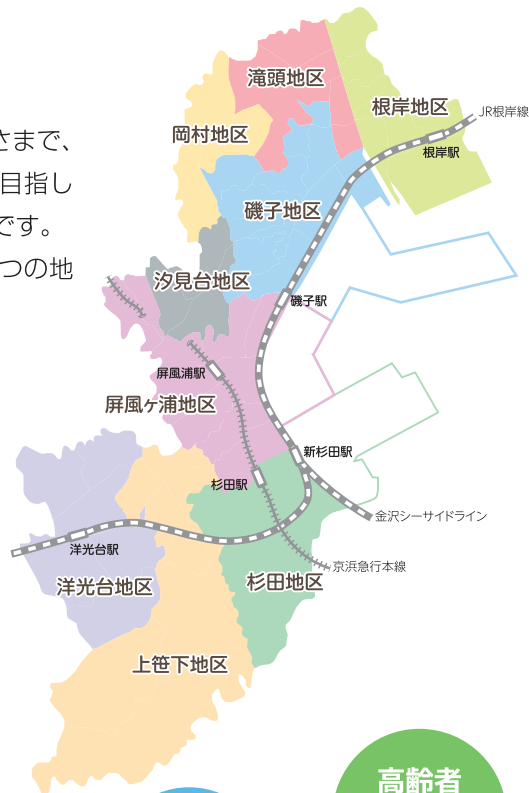 さまで、
目指し
です。
つの地
滝頭地区
根岸地区
JR根岸線
岡村地区
根岸駅
磯子地区
汐見台地区
磯子駅
屏風浦駅
屏風ヶ浦地区
新杉田駅
杉田駅
金沢シーサイドライン
洋光台駅
京浜急行本線
洋光台地区
杉田地区
上笹下地区
高齢者